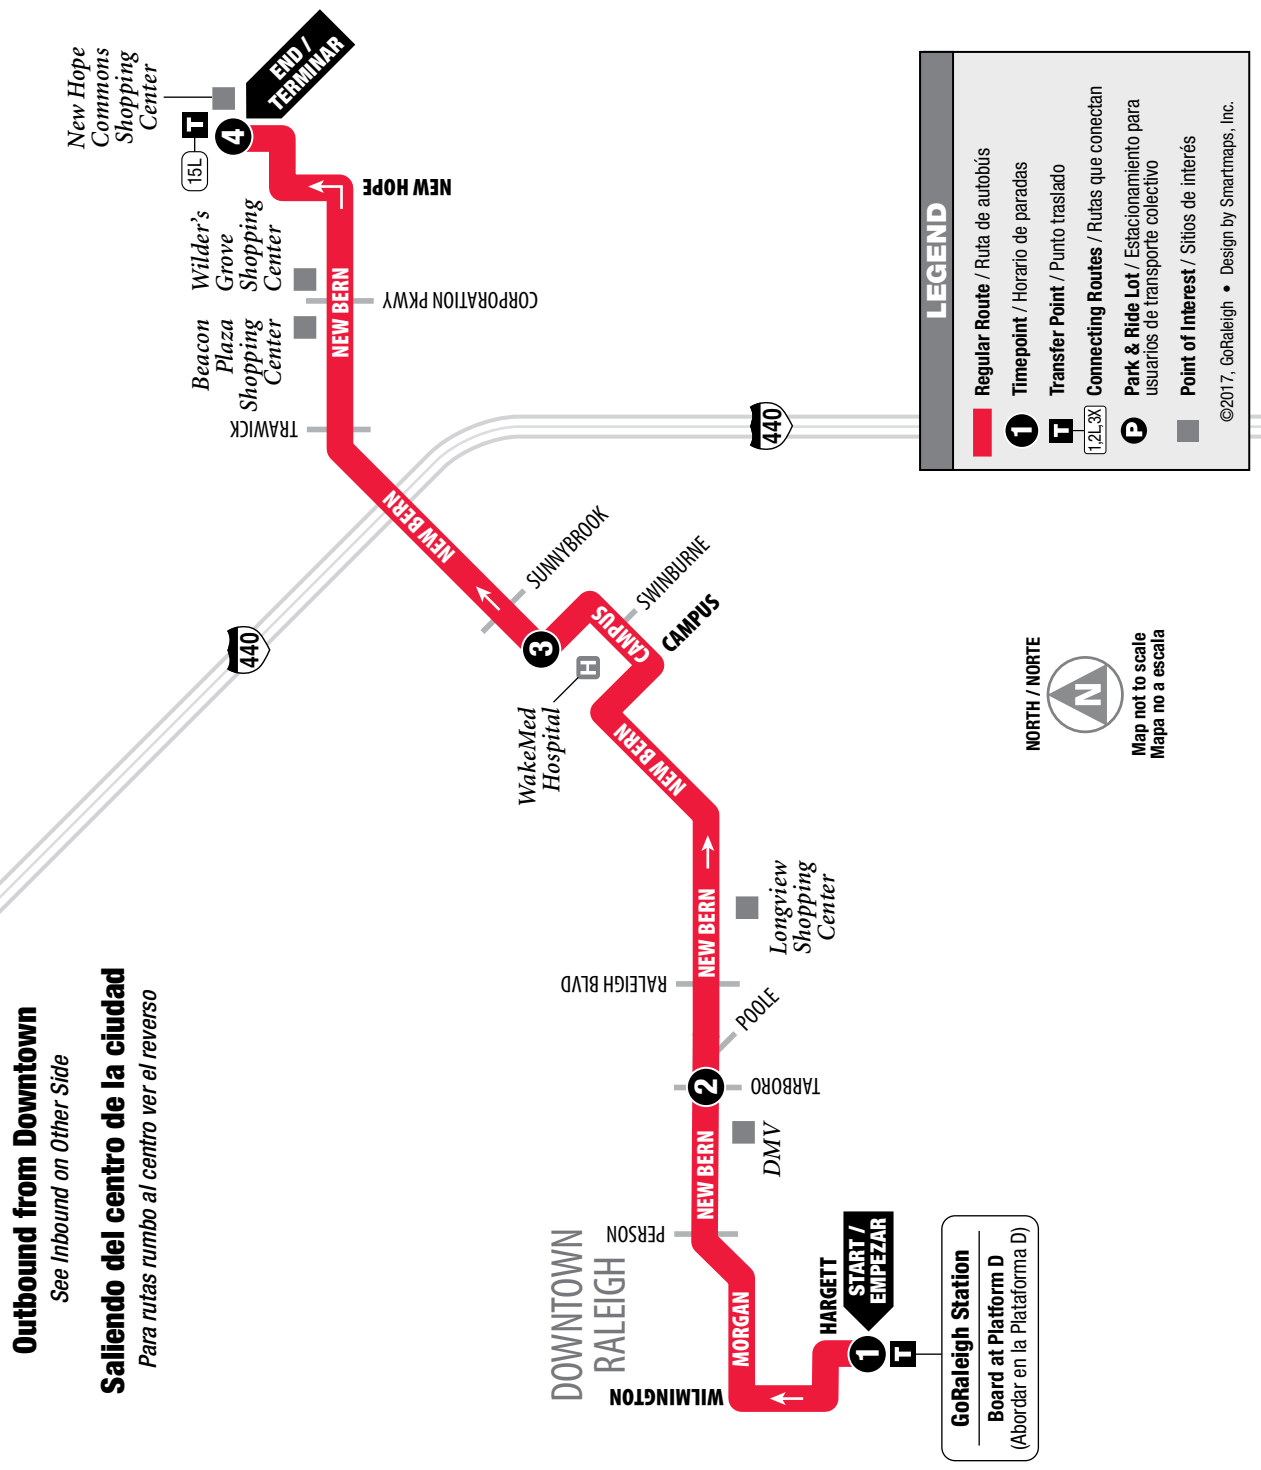 Outbound from Downtown
See Inbound on Other Side
Saliendo del centro de la ciudad
Para rutas rumbo al centro ver el reverso
DOWNTOWN
RALEIGH
GoRaleigh Station
Board at Platform D
(Abordar en la Plataforma D)
T
1
START /
EMPEZAR
HARGETT
WILMINGTON
MORGAN
PERSON
NEW BERN
DMV
2
TARBORO
POOLE
RALEIGH BLVD
NEW BERN
Longview
Shopping
Center
NEW BERN
CAMPUS
CAMPUS
SWINBURNE
H
WakeMed
Hospital
3
SUNNYBROOK
NEW BERN
440
440
TRAWICK
Beacon
Plaza
Shopping
Center
NEW BERN
CORPORATION PKWY
Wilder's
Grove
Shopping
Center
NEW HOPE
15L
T
4
New Hope
Commons
Shopping
Center
END /
TERMINAR
NORTH / NORTE
N
Map not to scale
Mapa no a escala
LEGEND
Regular Route / Ruta de autobús
1
Timepoint / Horario de paradas
T
Transfer Point / Punto traslado
1,2L,3X
Connecting Routes / Rutas que conectan
P
Park & Ride Lot / Estacionamiento para
usuarios de transporte colectivo
Point of Interest / Sitios de interés
©2017, GoRaleigh • Design by Smartmaps, Inc.